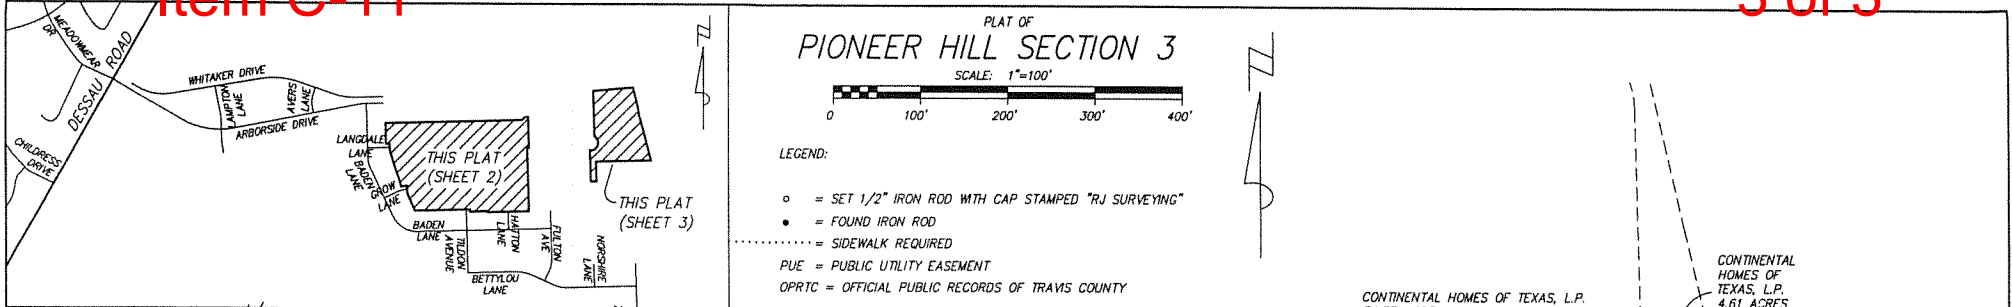 Item C-11
3 of 3
MEADOWMEAR
DR
DESSAU ROAD
WHITAKER DRIVE
LAMPTON
LANE
AVERS
LANE
ARBORSIDE DRIVE
CHILDRESS
DRIVE
LANGDALE
LANE
BADEN
LANE
GROW
LANE
THIS PLAT
(SHEET 2)
THIS PLAT
(SHEET 3)
BADEN
LANE
TILDON
AVENUE
HATTON
LANE
FULTON
AVE
NORSHIRE
LANE
BETTYLOU
LANE
PLAT OF
PIONEER HILL SECTION 3
SCALE: 1"=100'
0 100' 200' 300' 400'
LEGEND:
o = SET 1/2" IRON ROD WITH CAP STAMPED "RJ SURVEYING"
• = FOUND IRON ROD
.......... = SIDEWALK REQUIRED
PUE = PUBLIC UTILITY EASEMENT
OPRTC = OFFICIAL PUBLIC RECORDS OF TRAVIS COUNTY
CONTINENTAL HOMES OF TEXAS, L.P.
CONTINENTAL
HOMES OF
TEXAS, L.P.
4.61 ACRES